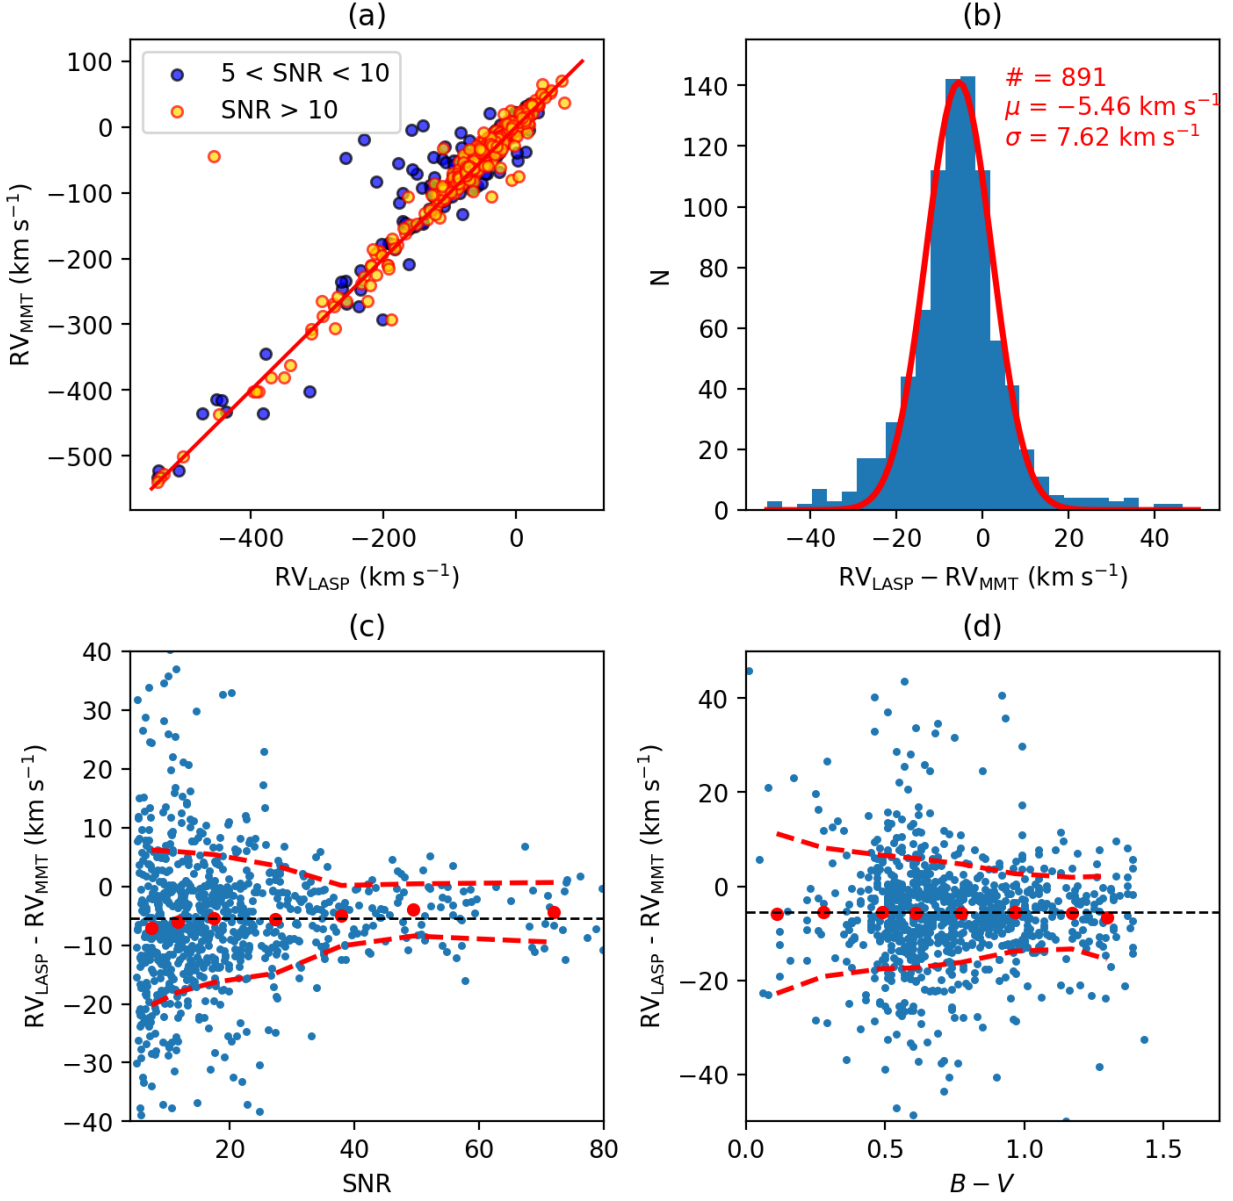 (a)
100
0
−100
−200
−300
−400
−500
RV_MMT (km s⁻¹)
5 < SNR < 10
SNR > 10
−400
−200
0
RV_LASP (km s⁻¹)
(b)
140
120
100
80
60
40
20
0
N
# = 891
μ = −5.46 km s⁻¹
σ = 7.62 km s⁻¹
−40
−20
0
20
40
RV_LASP − RV_MMT (km s⁻¹)
(c)
40
30
20
10
0
−10
−20
−30
−40
RV_LASP - RV_MMT (km s⁻¹)
20
40
60
80
SNR
(d)
40
20
0
−20
−40
RV_LASP - RV_MMT (km s⁻¹)
0.0
0.5
1.0
1.5
B − V